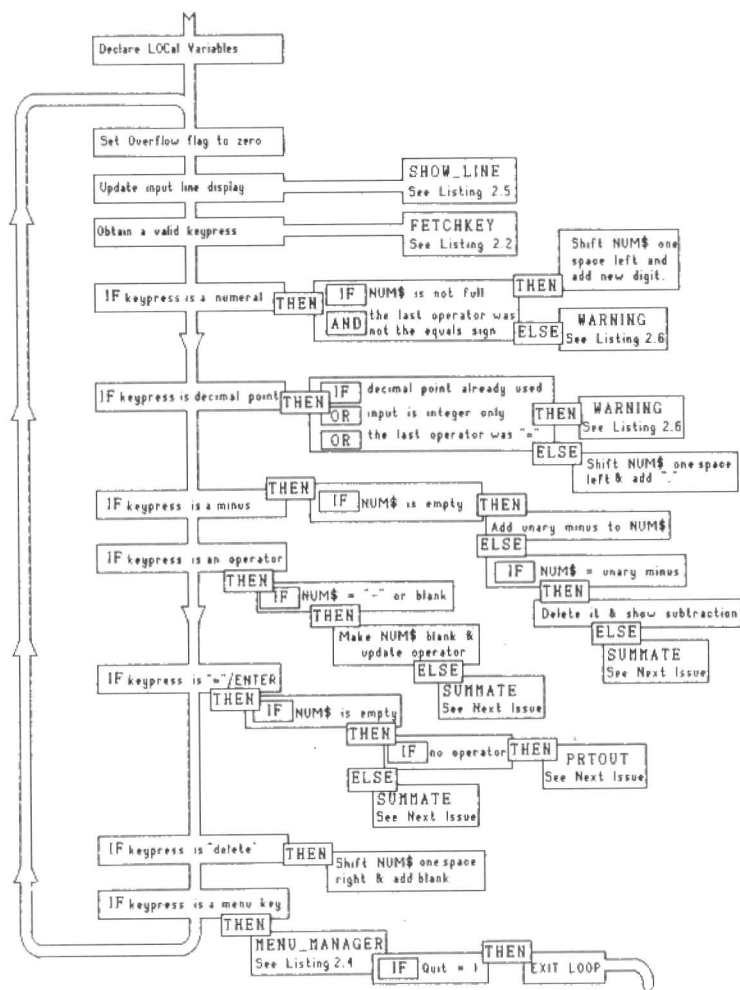 Declare LOCal Variables
Set Overflow flag to zero
Update input line display
SHOW_LINE
See Listing 2.5
Obtain a valid keypress
FETCHKEY
See Listing 2.2
IF keypress is a numeral
THEN
IF NUM$ is not full
AND the last operator was
not the equals sign
THEN
Shift NUM$ one
space left and
add new digit.
ELSE
WARNING
See Listing 2.6
IF keypress is decimal point
THEN
IF decimal point already used
OR input is integer only
OR the last operator was "="
THEN
WARNING
See Listing 2.6
ELSE
Shift NUM$ one space
left & add "."
IF keypress is a minus
THEN
IF NUM$ is empty
THEN
Add unary minus to NUM$
ELSE
IF NUM$ = unary minus
THEN
Delete it & show subtraction
ELSE
SUMMATE
See Next Issue
IF keypress is an operator
THEN
IF NUM$ = "-" or blank
THEN
Make NUM$ blank &
update operator
ELSE
SUMMATE
See Next Issue
IF keypress is "="/ENTER
THEN
IF NUM$ is empty
THEN
IF no operator
THEN
PRTOUT
See Next Issue
ELSE
SUMMATE
See Next Issue
IF keypress is "delete"
THEN
Shift NUM$ one space
right & add blank
IF keypress is a menu key
THEN
MENU_MANAGER
See Listing 2.4
IF Quit = 1
THEN
EXIT LOOP